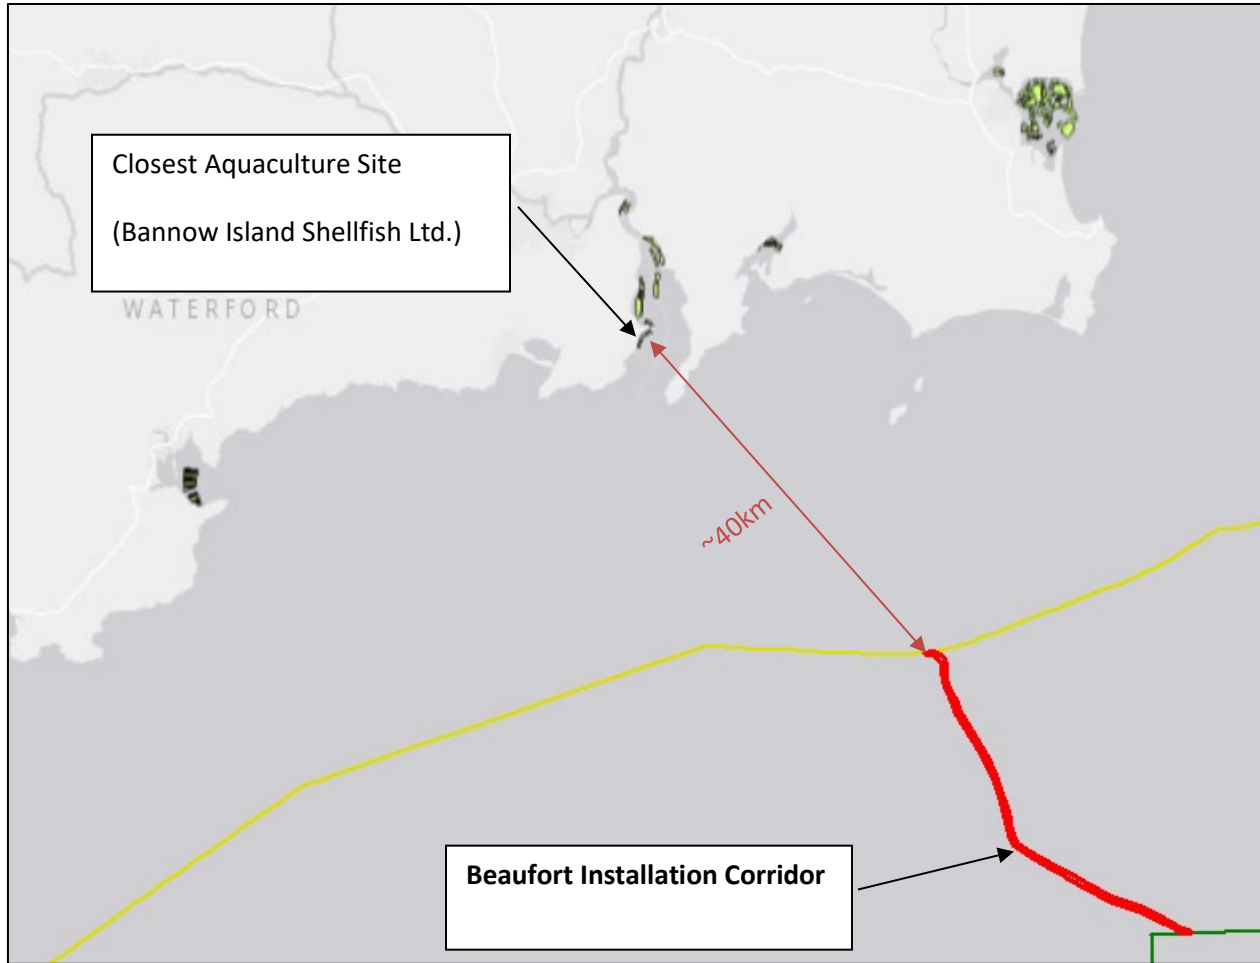 Closest Aquaculture Site
(Bannow Island Shellfish Ltd.)
WATERFORD
~40km
Beaufort Installation Corridor